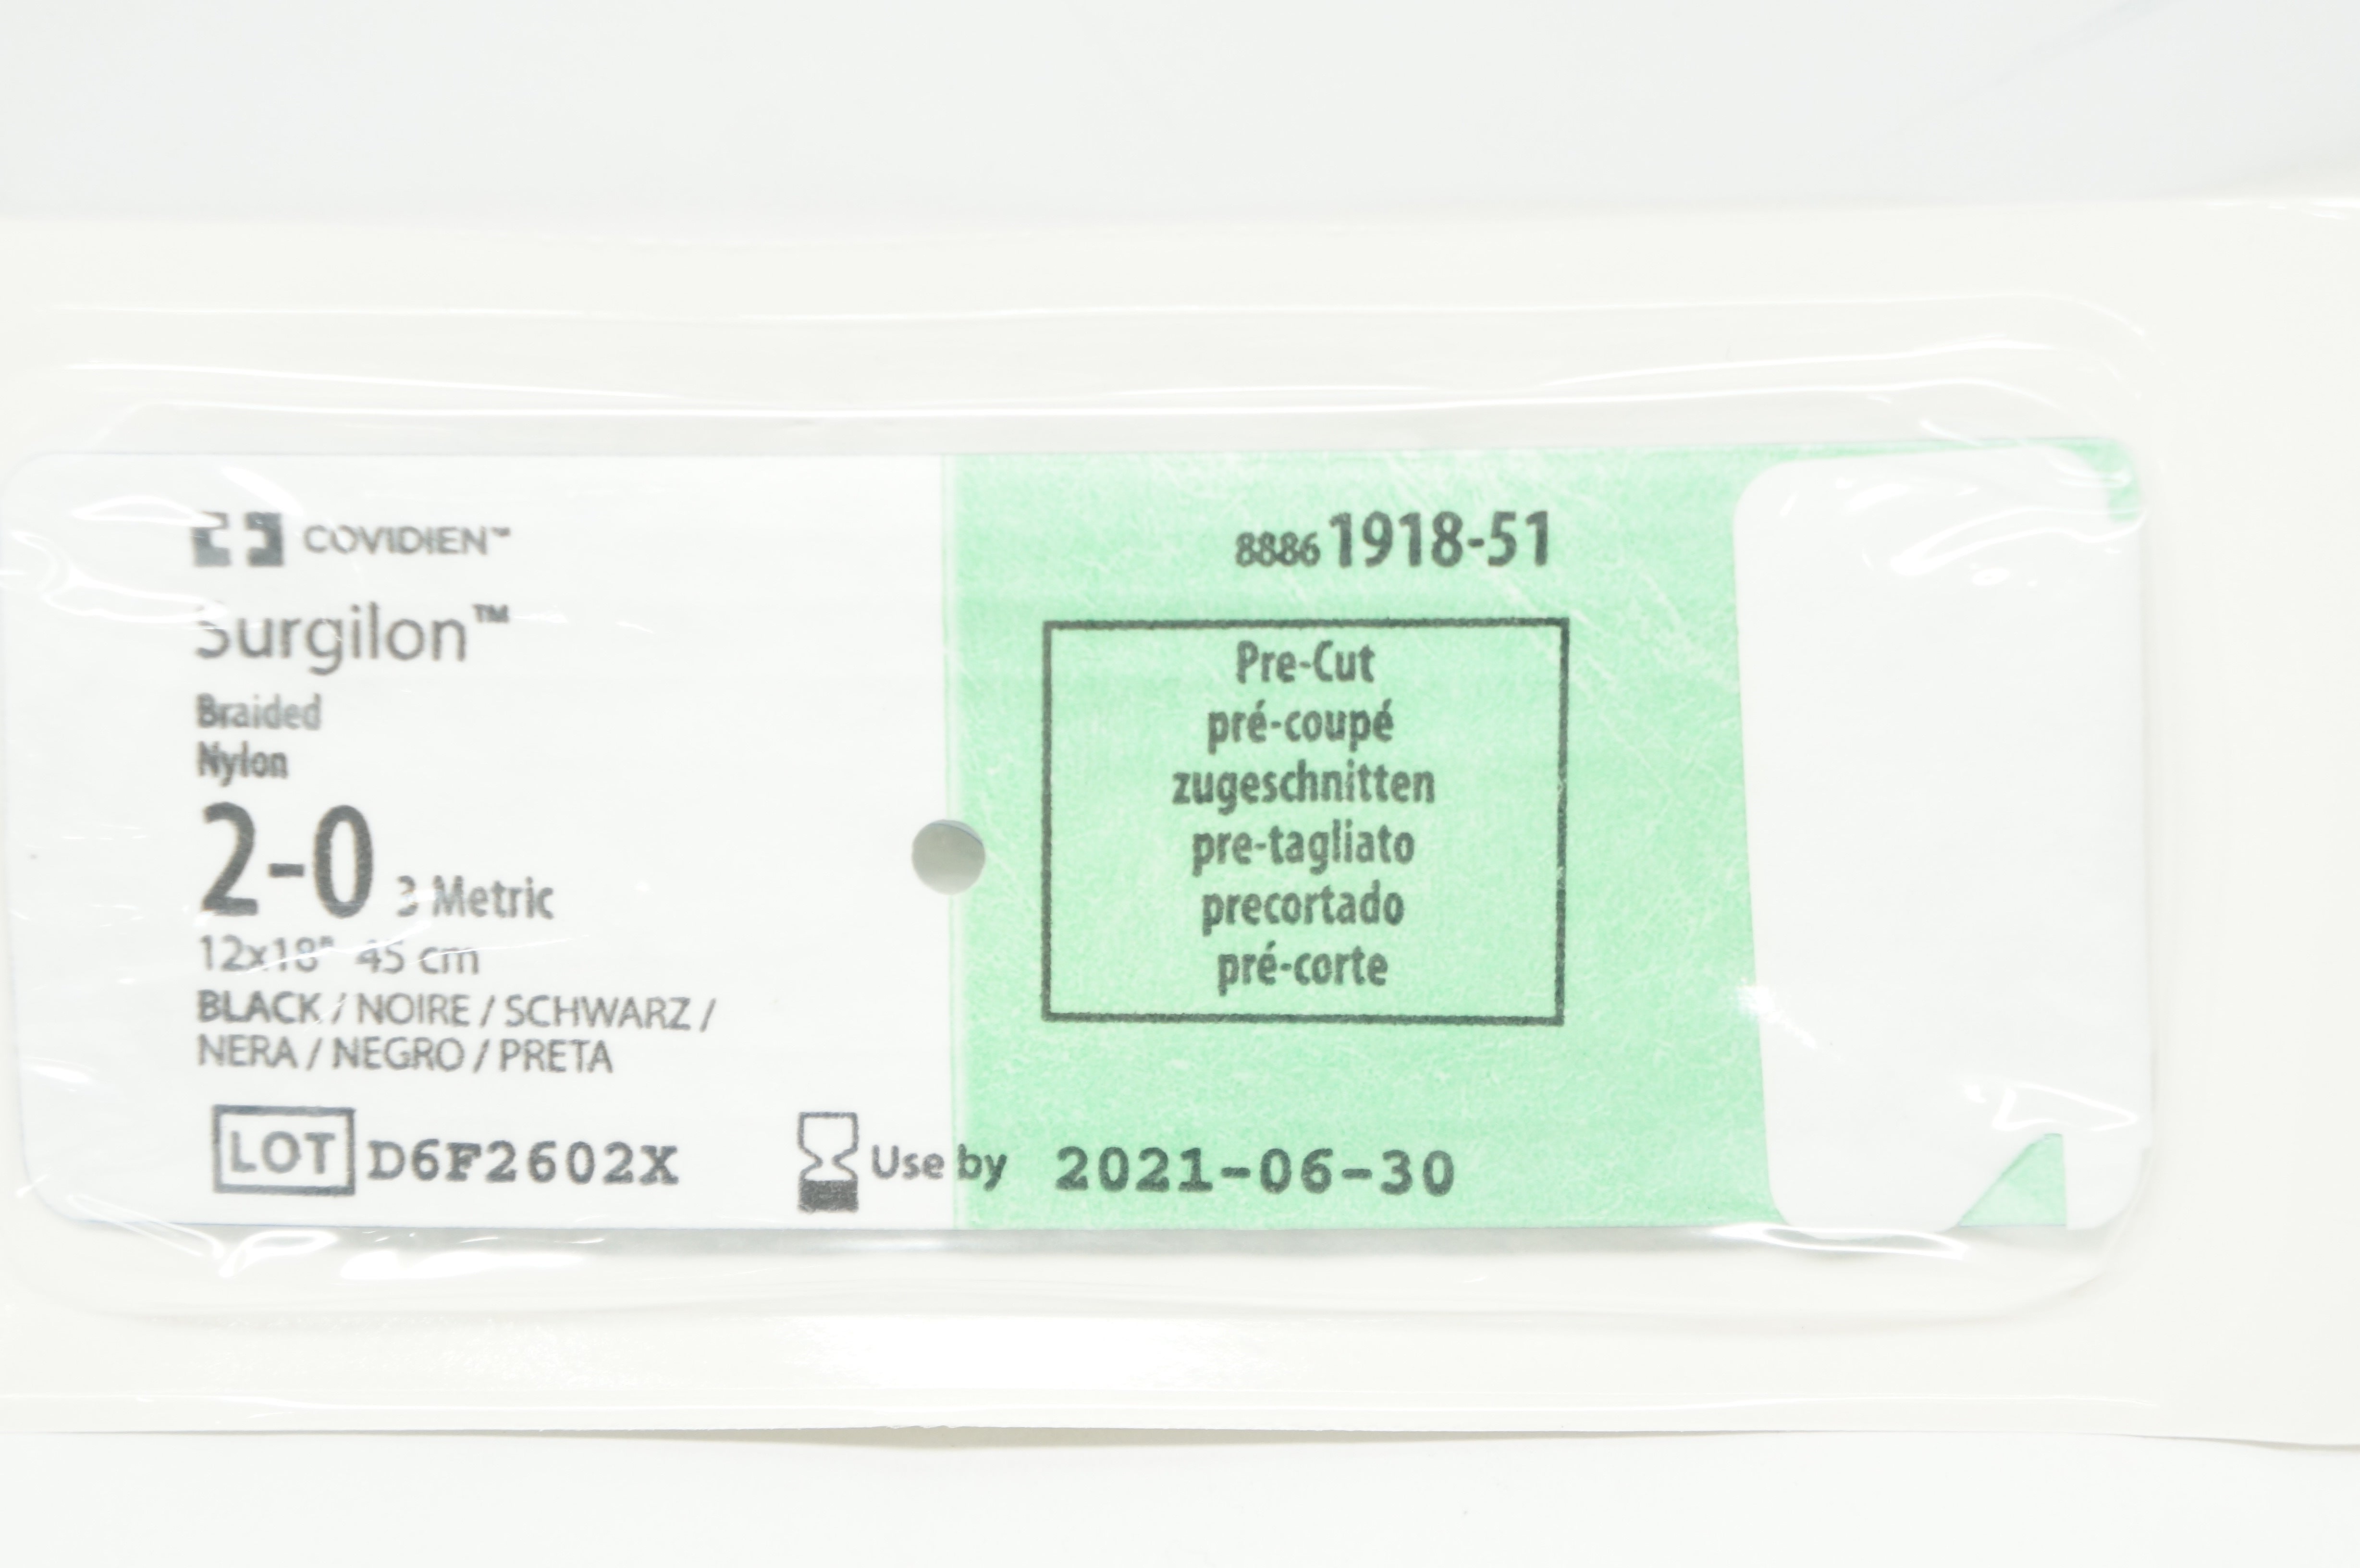 COVIDIEN™
Surgilon™
Braided
Nylon
2-0 3 Metric
12x18" 45 cm
BLACK / NOIRE / SCHWARZ /
NERA / NEGRO / PRETA
LOT D6F2602X
8886 1918-51
Pre-Cut
pré-coupé
zugeschnitten
pre-tagliato
precortado
pré-corte
Use by 2021-06-30